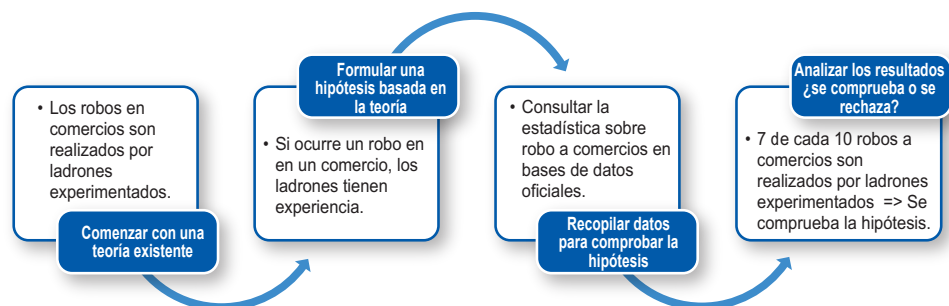 • Los robos en
comercios son
realizados por
ladrones
experimentados.
Comenzar con una
teoría existente
Formular una
hipótesis basada en
la teoría
• Si ocurre un robo en
en un comercio, los
ladrones tienen
experiencia.
• Consultar la
estadística sobre
robo a comercios en
bases de datos
oficiales.
Recopilar datos
para comprobar la
hipótesis
Analizar los resultados
¿se comprueba o se
rechaza?
• 7 de cada 10 robos a
comercios son
realizados por ladrones
experimentados => Se
comprueba la hipótesis.